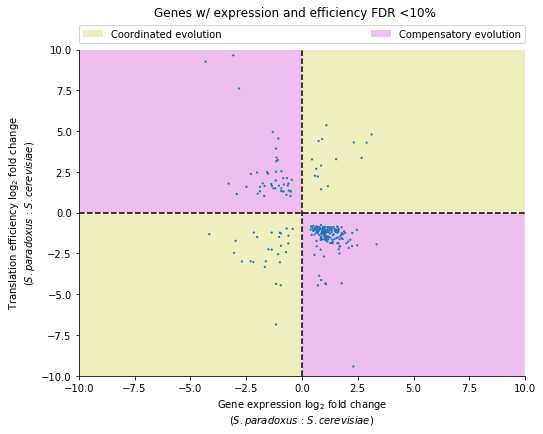 Genes w/ expression and efficiency FDR <10%
Coordinated evolution
Compensatory evolution
10.0
7.5
5.0
2.5
0.0
−2.5
−5.0
−7.5
−10.0
Translation efficiency log₂ fold change
(S.paradoxus : S.cerevisiae)
−10.0 −7.5 −5.0 −2.5 0.0 2.5 5.0 7.5 10.0
Gene expression log₂ fold change
(S.paradoxus : S.cerevisiae)